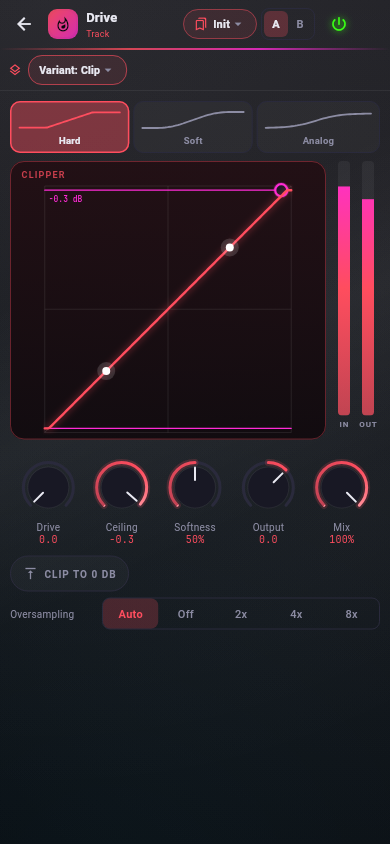 Drive
Track
Init
A
B
Variant: Clip
Hard
Soft
Analog
CLIPPER
-0.3 dB
IN
OUT
Drive
Ceiling
Softness
Output
Mix
0.0
-0.3
50%
0.0
100%
CLIP TO 0 DB
Oversampling
Auto
Off
2x
4x
8x